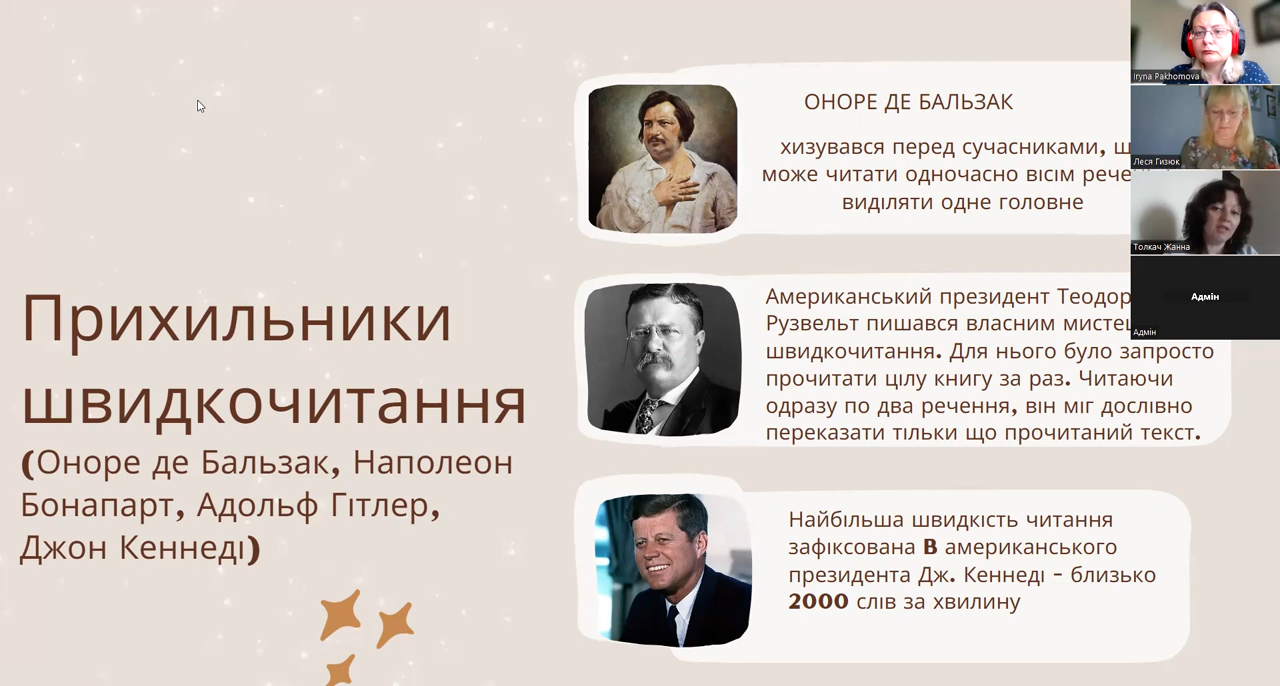 Прихильники
швидкочитання
(Оноре де Бальзак, Наполеон
Бонапарт, Адольф Гітлер,
Джон Кеннеді)
ОНОРЕ ДЕ БАЛЬЗАК
хизувався перед сучасниками,
може читати одночасно вісім
виділяти одне головне
Американський президент Теодор
Рузвельт пишався власним
швидкочитання. Для нього було запросто
прочитати цілу книгу за раз. Читаючи
одразу по два речення, він міг дослівно
переказати тільки що прочитаний текст.
Найбільша швидкість читання
зафіксована В американського
президента Дж. Кеннеді - близько
2000 слів за хвилину
Iryna Pakhomova
Леся Гизюк
Толкач Жанна
Адмін
Адмін